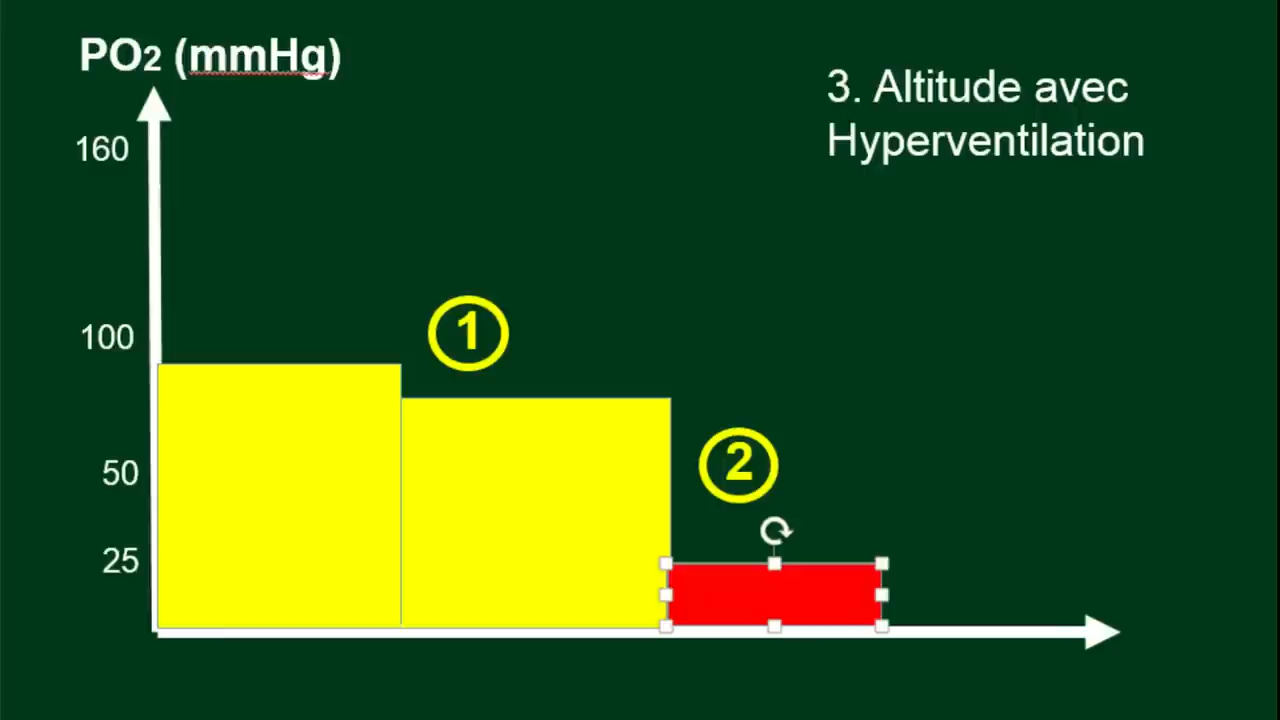 PO2 (mmHg)
3. Altitude avec
Hyperventilation
160
100
50
25
1
2